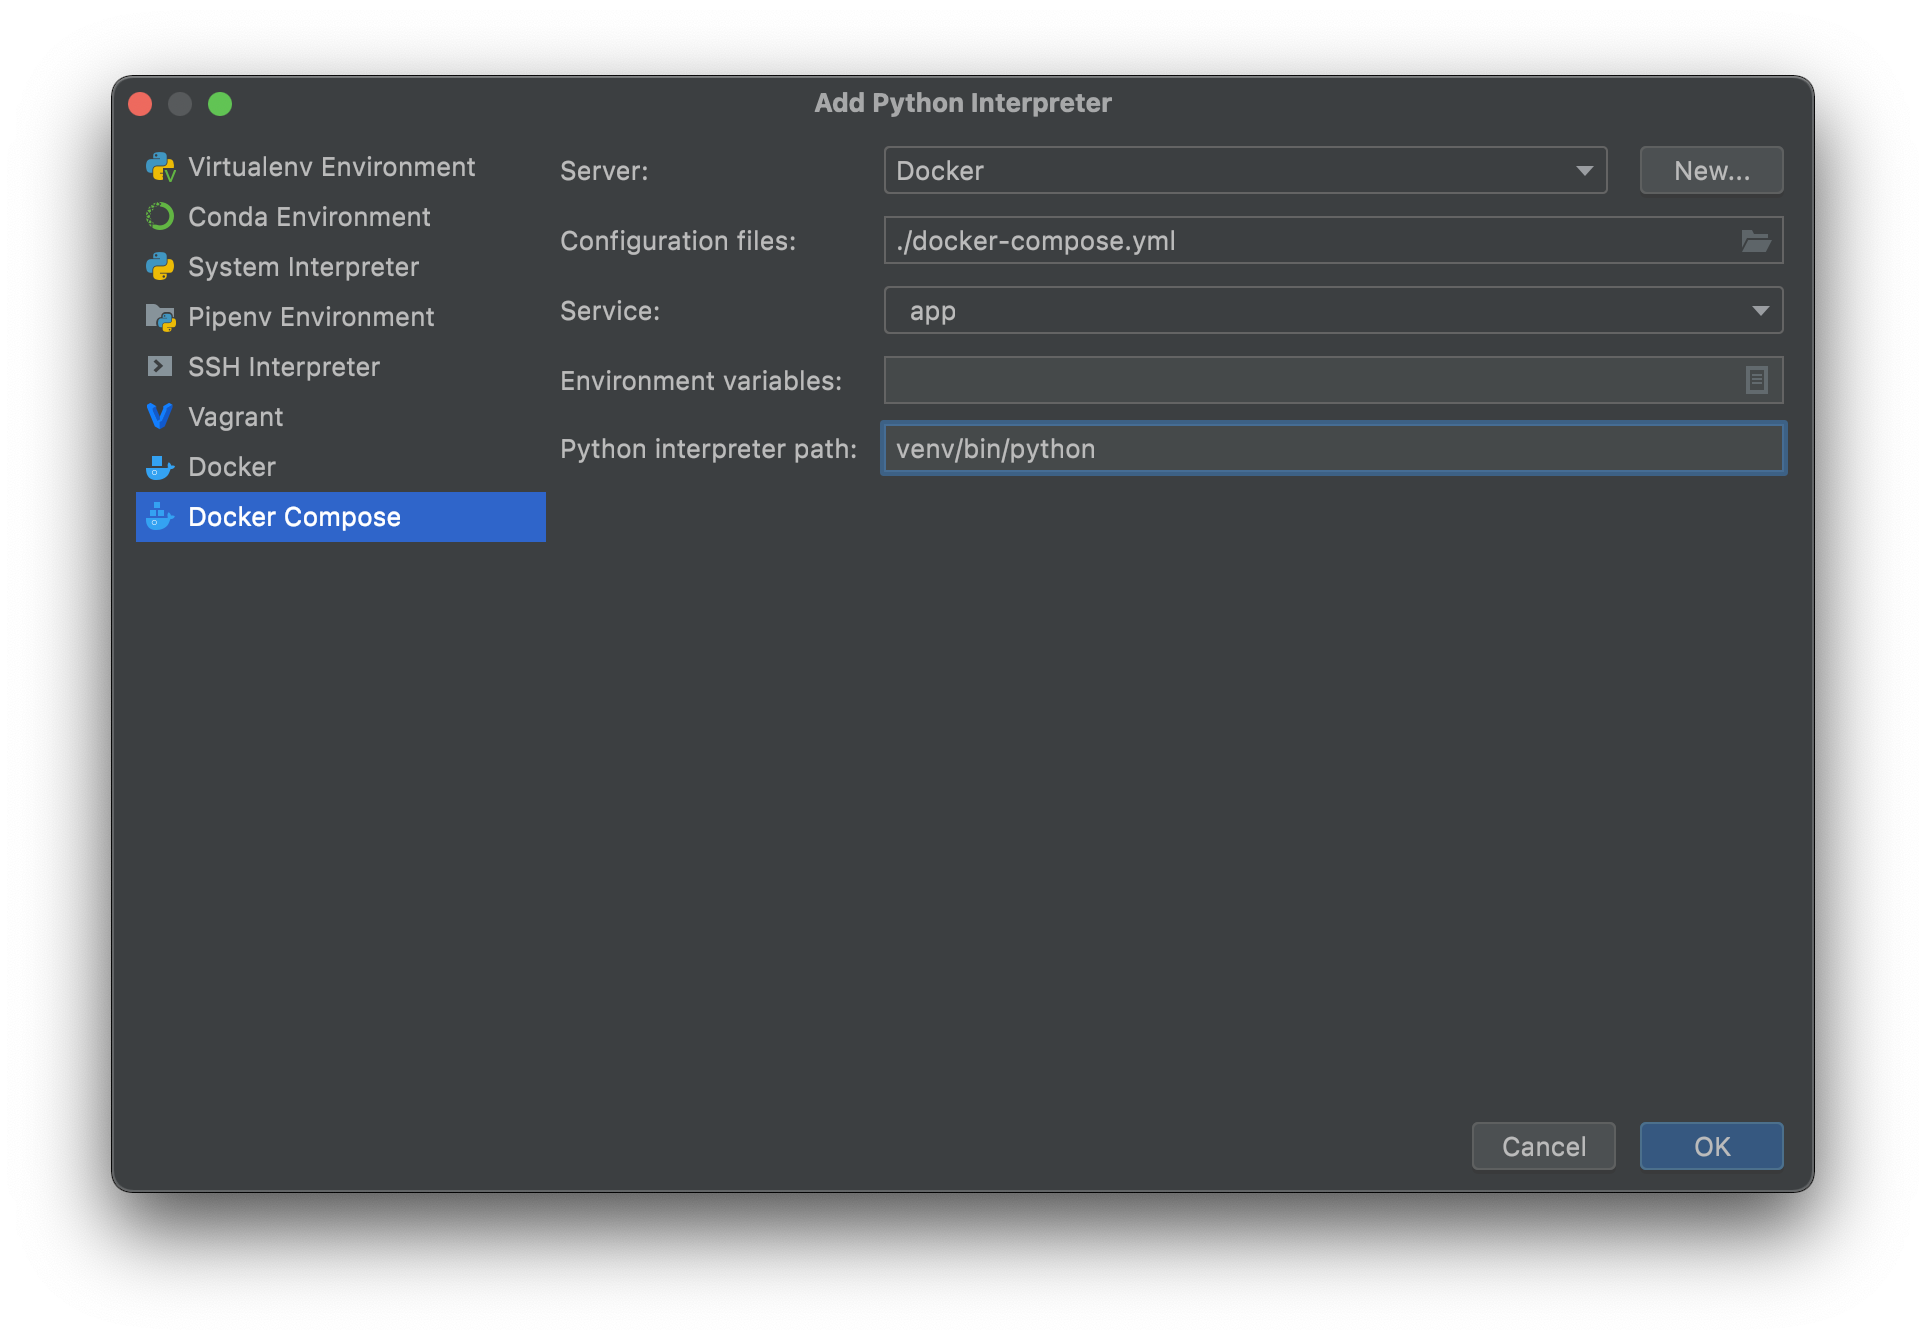 Add Python Interpreter
Virtualenv Environment
Conda Environment
System Interpreter
Pipenv Environment
SSH Interpreter
Vagrant
Docker
Docker Compose
Server: Docker New...
Configuration files: ./docker-compose.yml
Service: app
Environment variables:
Python interpreter path: venv/bin/python
Cancel OK